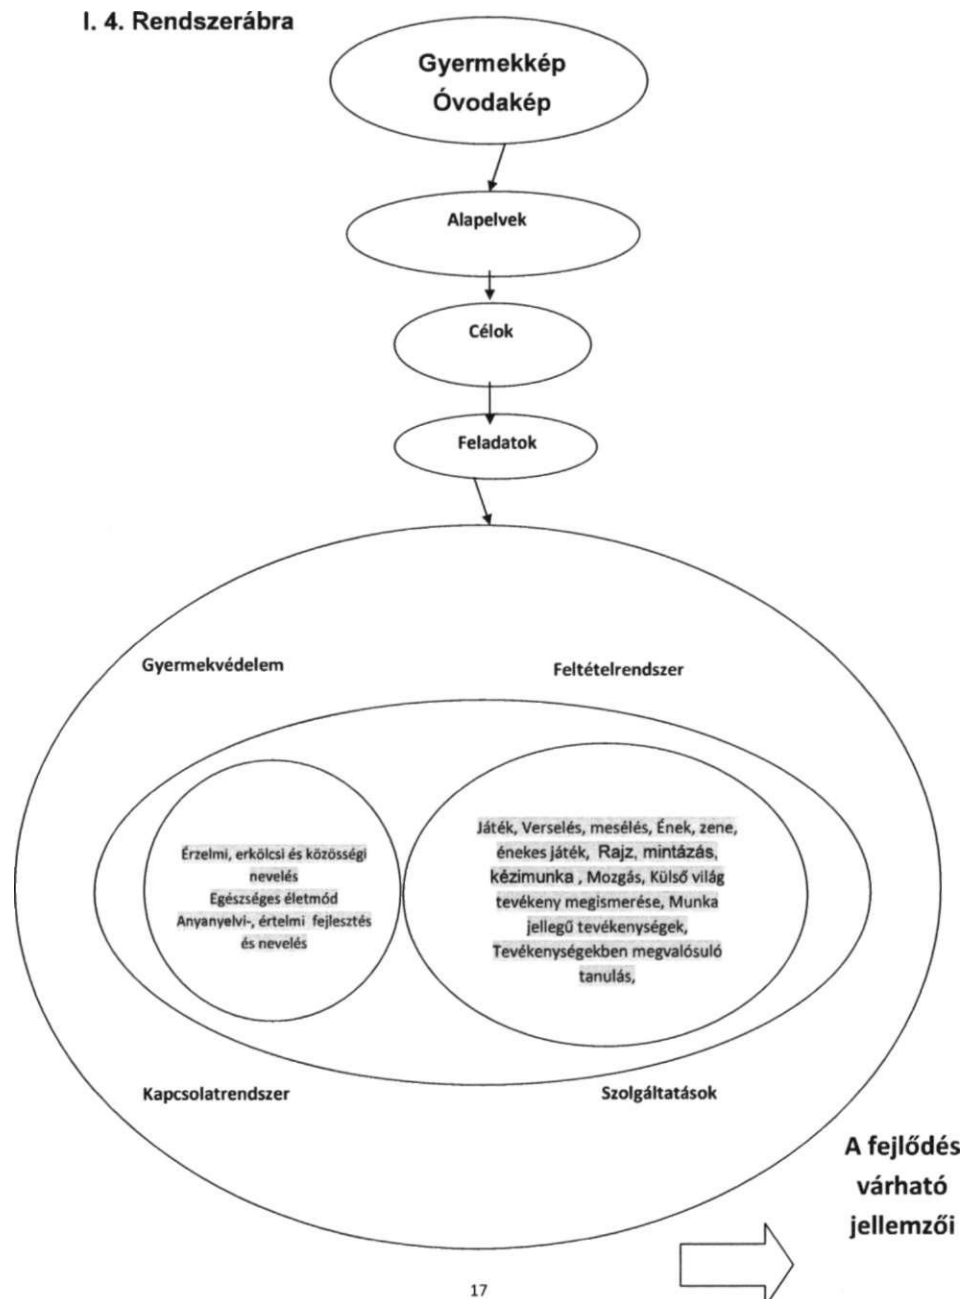 I. 4. Rendszerábra
Gyermekkép
Óvodakép
Alapelvek
Célok
Feladatok
Gyermekvédelem
Feltételrendszer
Érzelmi, erkölcsi és közösségi
nevelés
Egészséges életmód
Anyanyelvi-, értelmi fejlesztés
és nevelés
Játék, Verselés, mesélés, Ének, zene,
énekes játék, Rajz, mintázás,
kézimunka , Mozgás, Külső világ
tevékeny megismerése, Munka
jellegű tevékenységek,
Tevékenységekben megvalósuló
tanulás,
Kapcsolatrendszer
Szolgáltatások
A fejlődés
várható
jellemzői
17